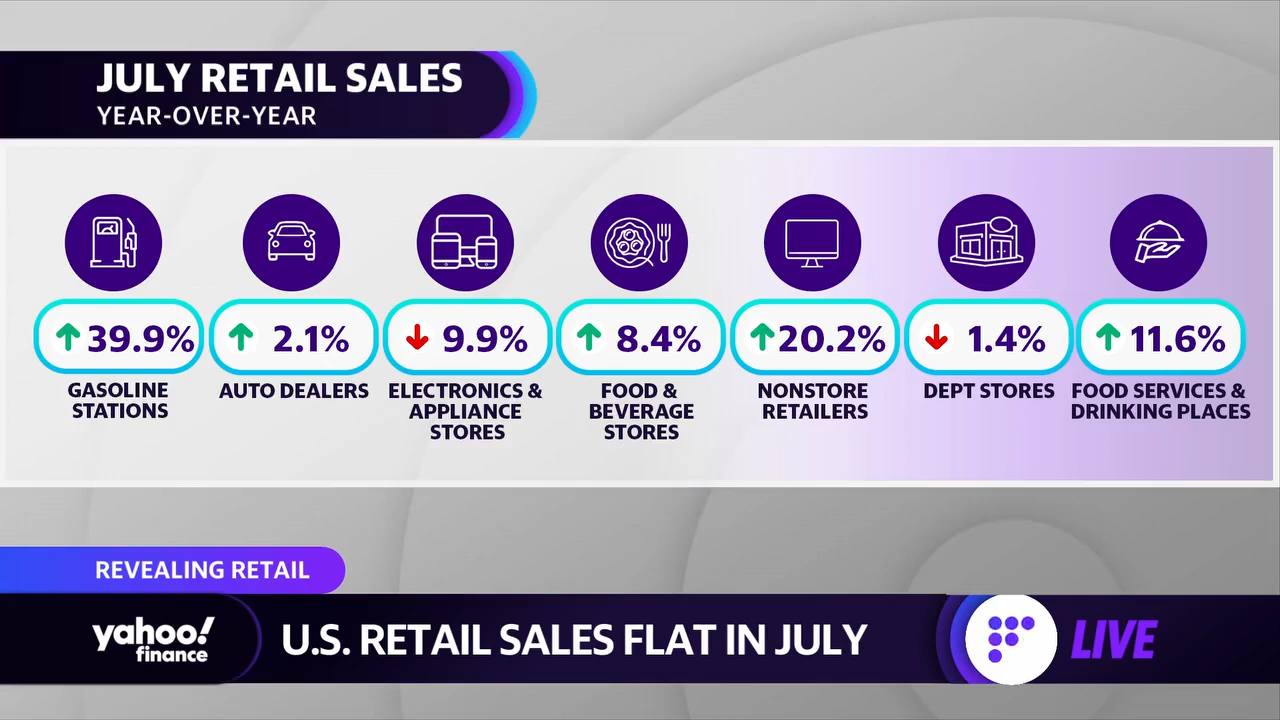 JULY RETAIL SALES
YEAR-OVER-YEAR
39.9%
GASOLINE
STATIONS
2.1%
AUTO DEALERS
9.9%
ELECTRONICS &
APPLIANCE
STORES
8.4%
FOOD &
BEVERAGE
STORES
20.2%
NONSTORE
RETAILERS
1.4%
DEPT STORES
11.6%
FOOD SERVICES &
DRINKING PLACES
REVEALING RETAIL
yahoo!
finance
U.S. RETAIL SALES FLAT IN JULY
LIVE